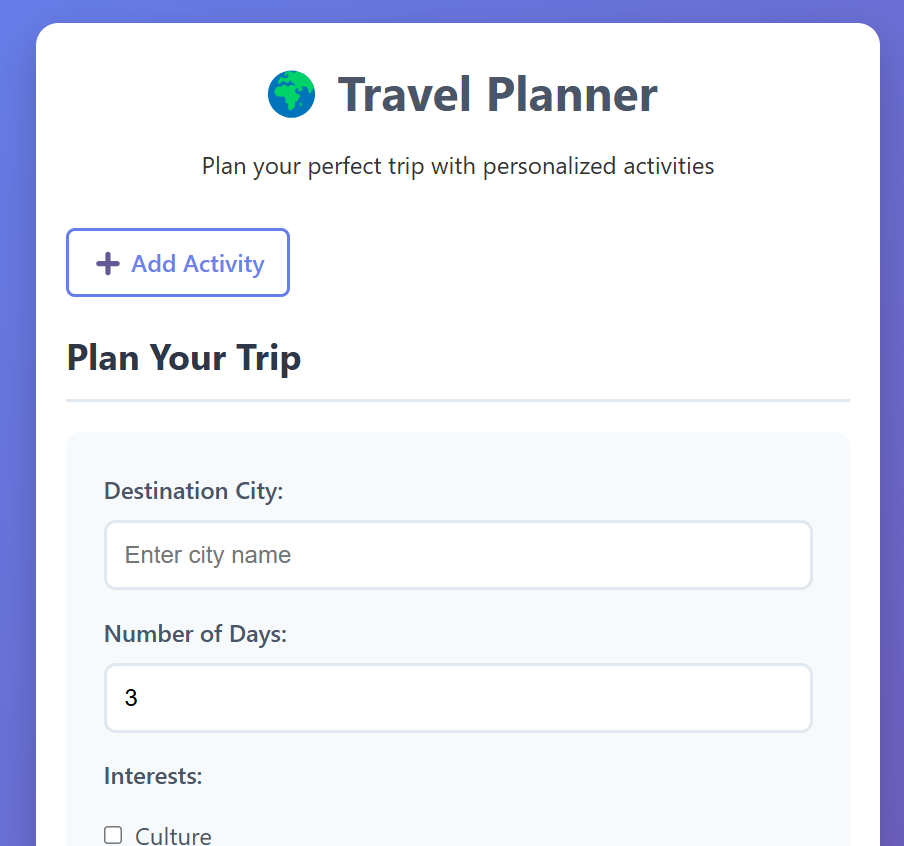 Travel Planner
Plan your perfect trip with personalized activities
Add Activity
Plan Your Trip
Destination City:
Enter city name
Number of Days:
3
Interests:
Culture